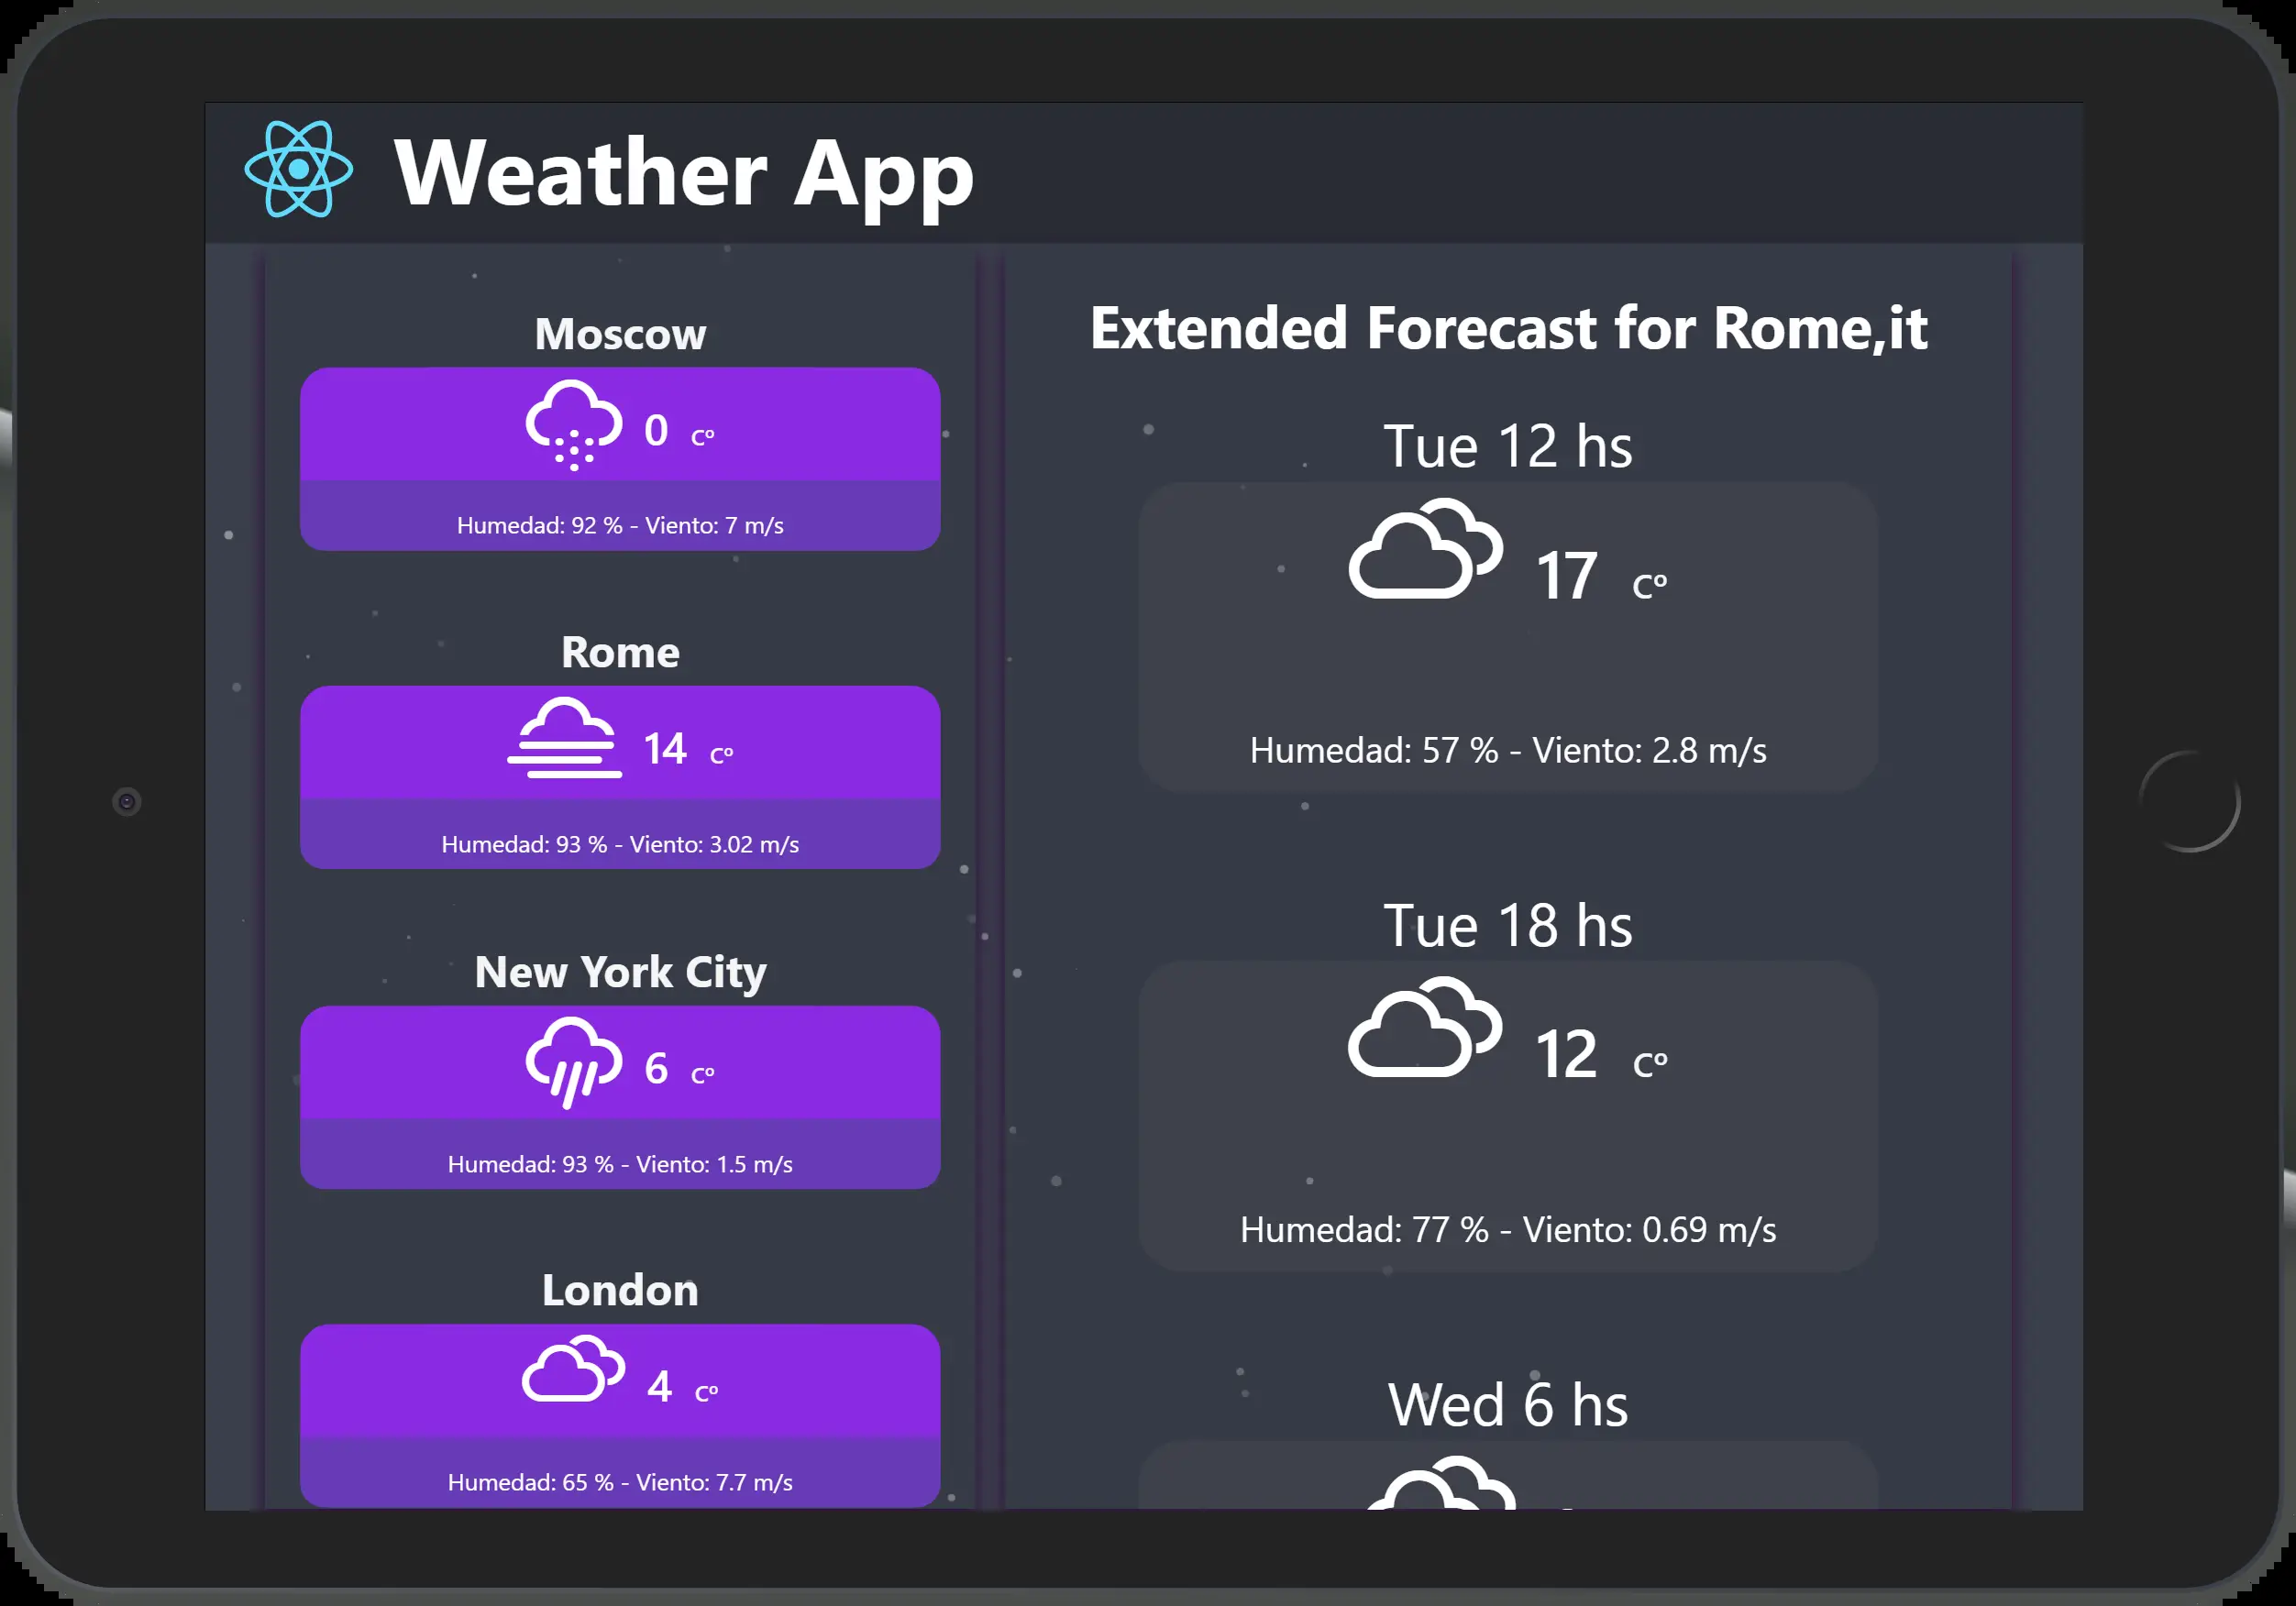 Weather App
Moscow
0 Cº
Humedad: 92 % - Viento: 7 m/s
Rome
14 Cº
Humedad: 93 % - Viento: 3.02 m/s
New York City
6 Cº
Humedad: 93 % - Viento: 1.5 m/s
London
4 Cº
Humedad: 65 % - Viento: 7.7 m/s
Extended Forecast for Rome,it
Tue 12 hs
17 Cº
Humedad: 57 % - Viento: 2.8 m/s
Tue 18 hs
12 Cº
Humedad: 77 % - Viento: 0.69 m/s
Wed 6 hs